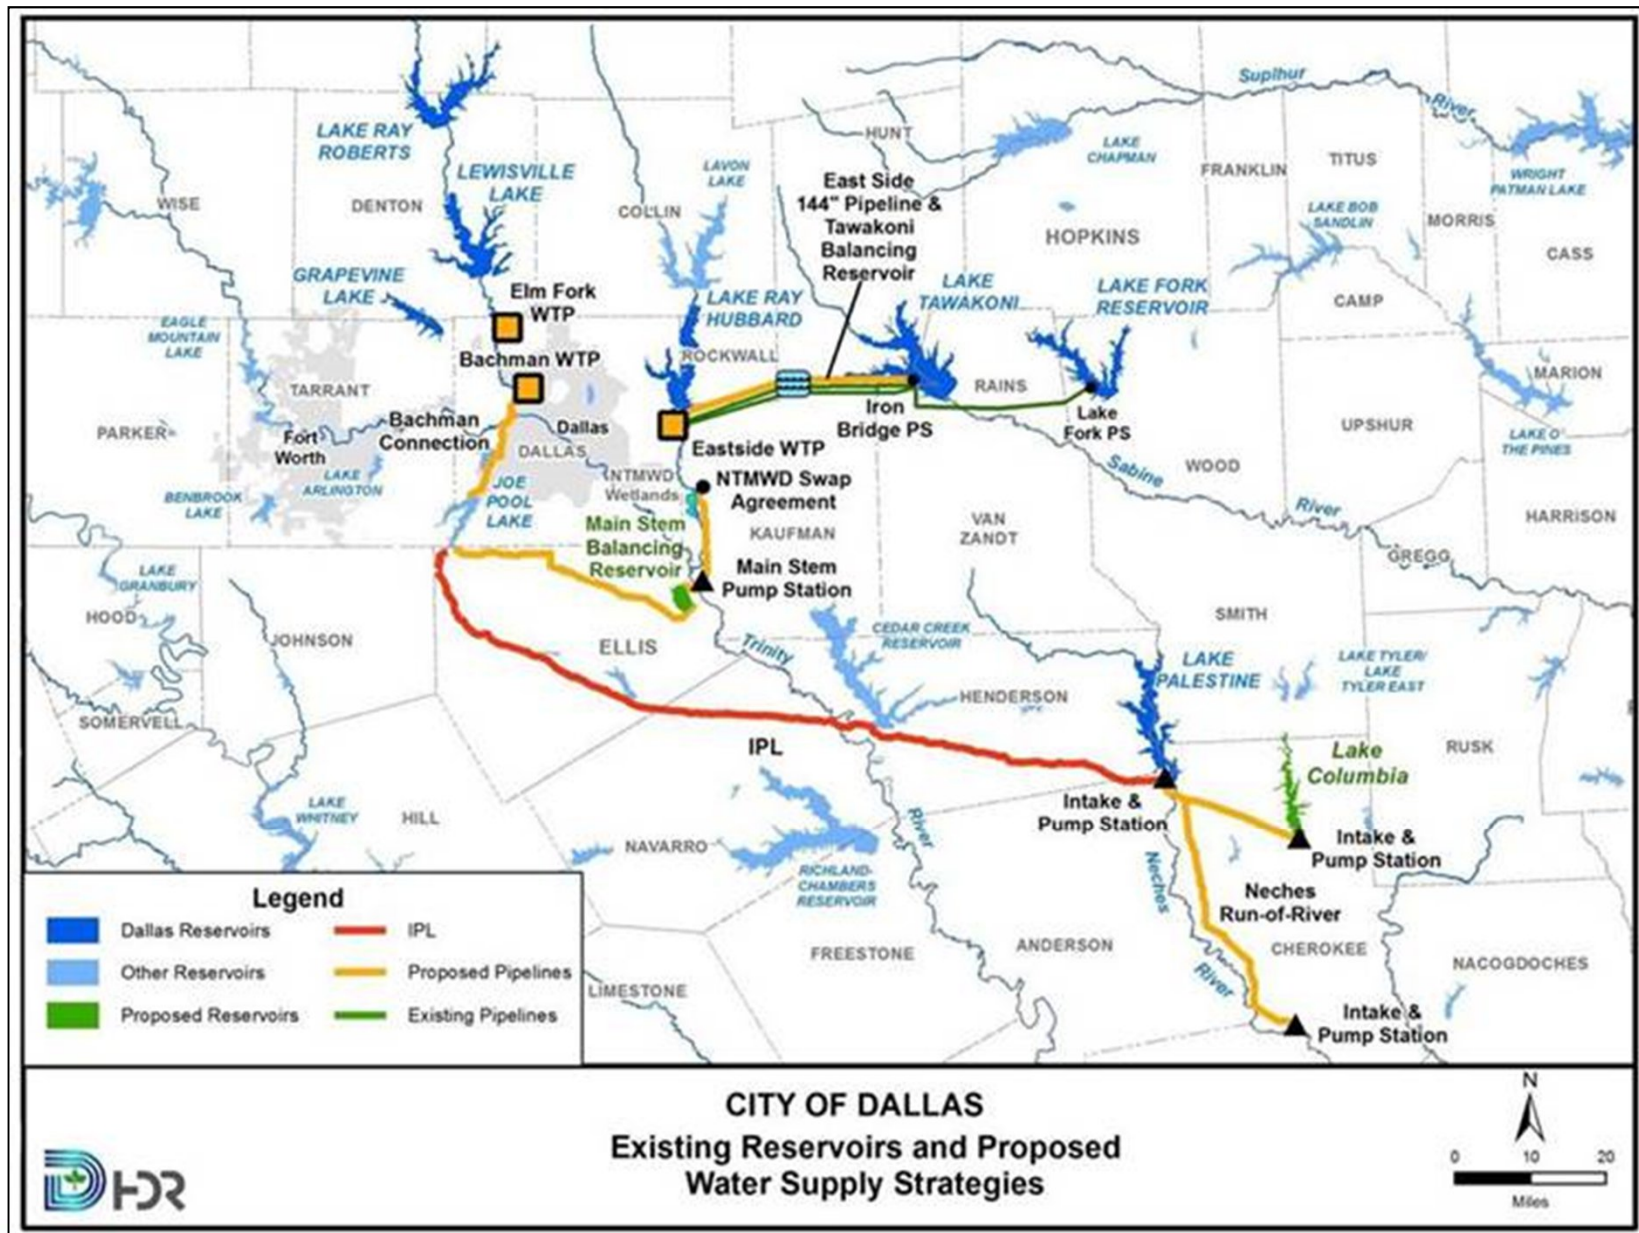 Suplhur
River
HUNT
LAKE RAY
ROBERTS
LAKE
CHAPMAN
FRANKLIN
TITUS
LEWISVILLE
LAKE
LAVON
LAKE
WRIGHT
PATMAN LAKE
WISE
DENTON
COLLIN
East Side
144" Pipeline &
Tawakoni
Balancing
Reservoir
LAKE BOB
SANDLIN
MORRIS
HOPKINS
CASS
GRAPEVINE
LAKE
Elm Fork
WTP
LAKE RAY
HUBBARD
LAKE
TAWAKONI
LAKE FORK
RESERVOIR
CAMP
EAGLE
MOUNTAIN
LAKE
Bachman WTP
ROCKWALL
MARION
TARRANT
RAINS
Bachman
Connection
Iron
Bridge PS
Lake
Fork PS
PARKER
Fort
Worth
Dallas
DALLAS
Eastside WTP
UPSHUR
LAKE O'
THE PINES
LAKE
ARLINGTON
BENBROOK
LAKE
JOE
POOL
LAKE
NTMWD
Wetlands
NTMWD Swap
Agreement
Sabine
River
WOOD
HARRISON
Main Stem
Balancing
Reservoir
KAUFMAN
VAN
ZANDT
GREGG
LAKE
GRANBURY
Main Stem
Pump Station
HOOD
JOHNSON
ELLIS
Trinity
River
CEDAR CREEK
RESERVOIR
SMITH
LAKE
PALESTINE
LAKE TYLER/
LAKE
TYLER EAST
HENDERSON
SOMERVELL
IPL
Lake
Columbia
RUSK
LAKE
WHITNEY
HILL
NAVARRO
Intake &
Pump Station
Intake &
Pump Station
RICHLAND-
CHAMBERS
RESERVOIR
Neches
River
Neches
Run-of-River
FREESTONE
ANDERSON
CHEROKEE
NACOGDOCHES
LIMESTONE
Intake &
Pump Station
Legend
Dallas Reservoirs
IPL
Other Reservoirs
Proposed Pipelines
Proposed Reservoirs
Existing Pipelines
CITY OF DALLAS
Existing Reservoirs and Proposed
Water Supply Strategies
HDR
N
0 10 20
Miles